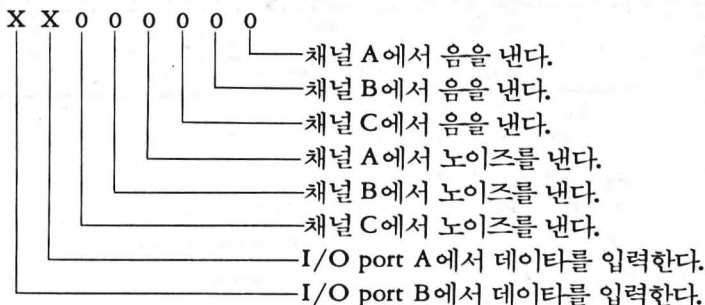 X X 0 0 0 0 0 0
채널 A에서 음을 낸다.
채널 B에서 음을 낸다.
채널 C에서 음을 낸다.
채널 A에서 노이즈를 낸다.
채널 B에서 노이즈를 낸다.
채널 C에서 노이즈를 낸다.
I/O port A에서 데이타를 입력한다.
I/O port B에서 데이타를 입력한다.